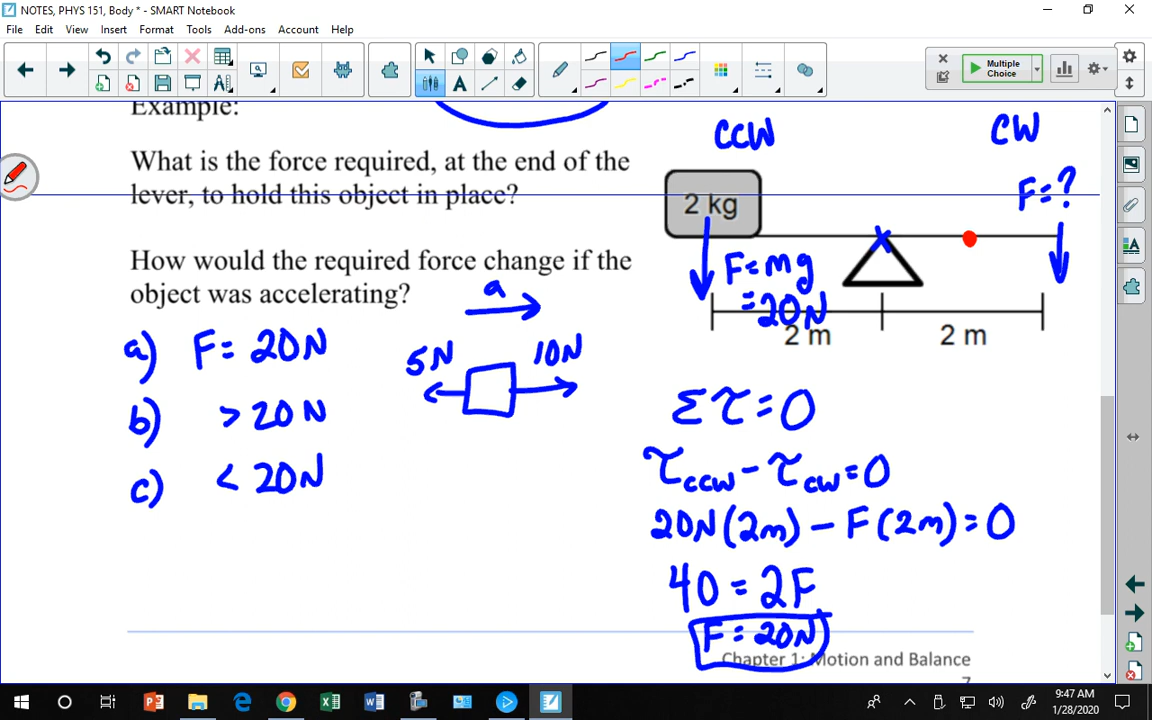 NOTES, PHYS 151, Body * - SMART Notebook
File Edit View Insert Format Tools Add-ons Account Help
Multiple
Choice
Example:
What is the force required, at the end of the
lever, to hold this object in place?
How would the required force change if the
object was accelerating?
a) F = 20N
b) > 20N
c) < 20N
a
5N 10N
CCW CW
2 kg
F=?
F=mg
=20N
2 m 2 m
Στ=0
τCCW - τCW=0
20N(2m) - F(2m)=0
40 = 2F
F = 20N
Chapter 1: Motion and Balance
9:47 AM
1/28/2020